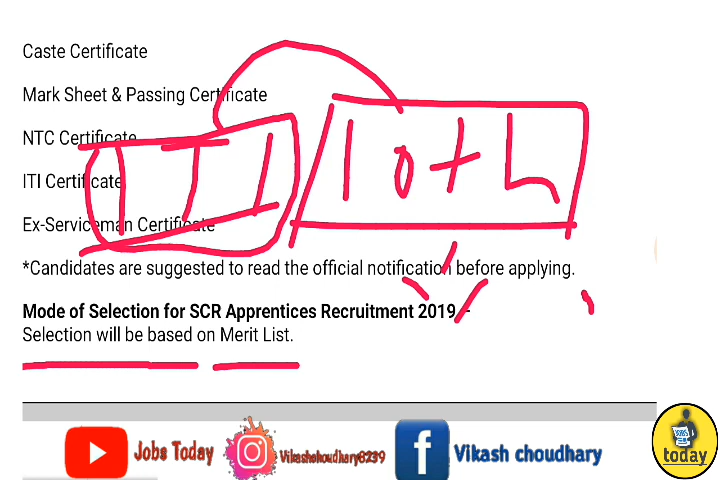 Caste Certificate
Mark Sheet & Passing Certificate
NTC Certificate
ITI 10th
ITI Certificate
Ex-Serviceman Certificate
*Candidates are suggested to read the official notification before applying.
Mode of Selection for SCR Apprentices Recruitment 2019 -
Selection will be based on Merit List.
Jobs Today
Vikashchoudhary8239
Vikash choudhary
JOBS
today